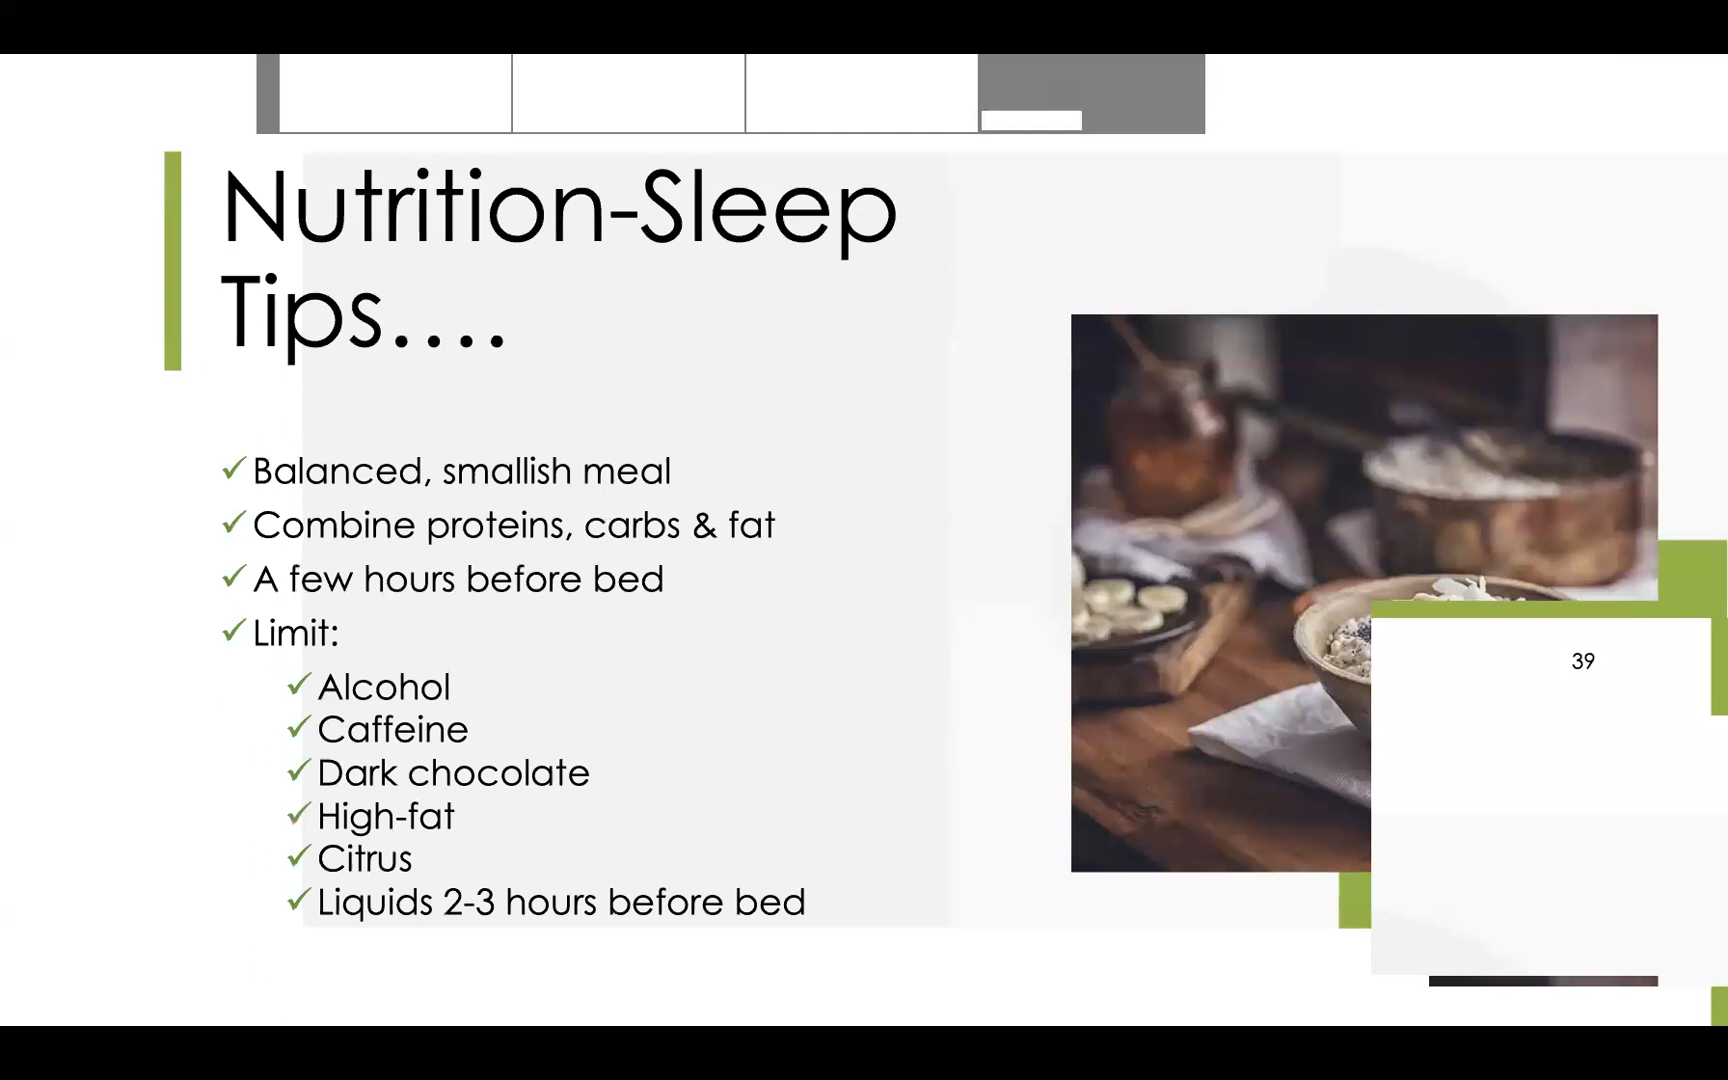 Nutrition-Sleep
Tips....
✓ Balanced, smallish meal
✓ Combine proteins, carbs & fat
✓ A few hours before bed
✓ Limit:
✓ Alcohol
✓ Caffeine
✓ Dark chocolate
✓ High-fat
✓ Citrus
✓ Liquids 2-3 hours before bed
39